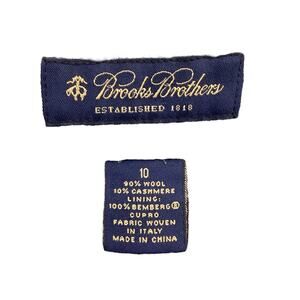 Brooks Brothers
ESTABLISHED 1818
10
90% WOOL
10% CASHMERE
LINING:
100% BEMBERG®
CUPRO
FABRIC WOVEN
IN ITALY
MADE IN CHINA